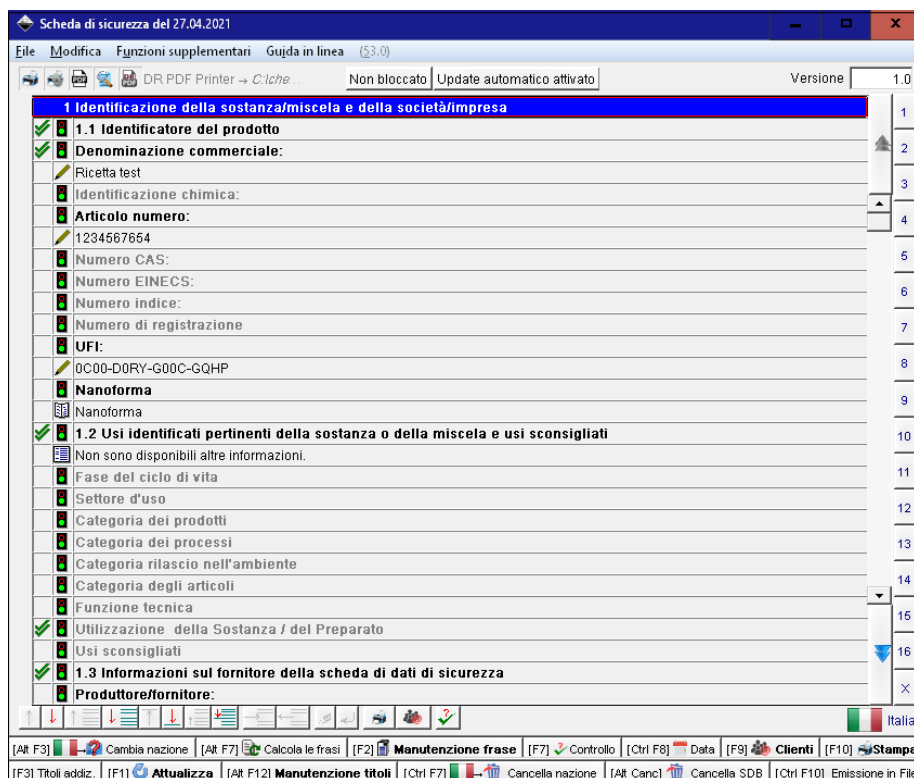 Scheda di sicurezza del 27.04.2021
File Modifica Funzioni supplementari Guida in linea (53.0)
DR PDF Printer → C:\che... Non bloccato Update automatico attivato Versione 1.0
1 Identificazione della sostanza/miscela e della società/impresa
1.1 Identificatore del prodotto
Denominazione commerciale:
Ricetta test
Identificazione chimica:
Articolo numero:
1234567654
Numero CAS:
Numero EINECS:
Numero indice:
Numero di registrazione
UFI:
0C00-D0RY-G00C-GQHP
Nanoforma
Nanoforma
1.2 Usi identificati pertinenti della sostanza o della miscela e usi sconsigliati
Non sono disponibili altre informazioni.
Fase del ciclo di vita
Settore d'uso
Categoria dei prodotti
Categoria dei processi
Categoria rilascio nell'ambiente
Categoria degli articoli
Funzione tecnica
Utilizzazione della Sostanza / del Preparato
Usi sconsigliati
1.3 Informazioni sul fornitore della scheda di dati di sicurezza
Produttore/fornitore:
1
2
3
4
5
6
7
8
9
10
11
12
13
14
15
16
X
Italia
[Alt F3] Cambia nazione [Alt F7] Calcola le frasi [F2] Manutenzione frase [F7] Controllo [Ctrl F8] Data [F9] Clienti [F10] Stampa
[F3] Titoli addiz. [F1] Attualizza [Alt F12] Manutenzione titoli [Ctrl F7] Cancella nazione [Alt Canc] Cancella SDB [Ctrl F10] Emissione in File